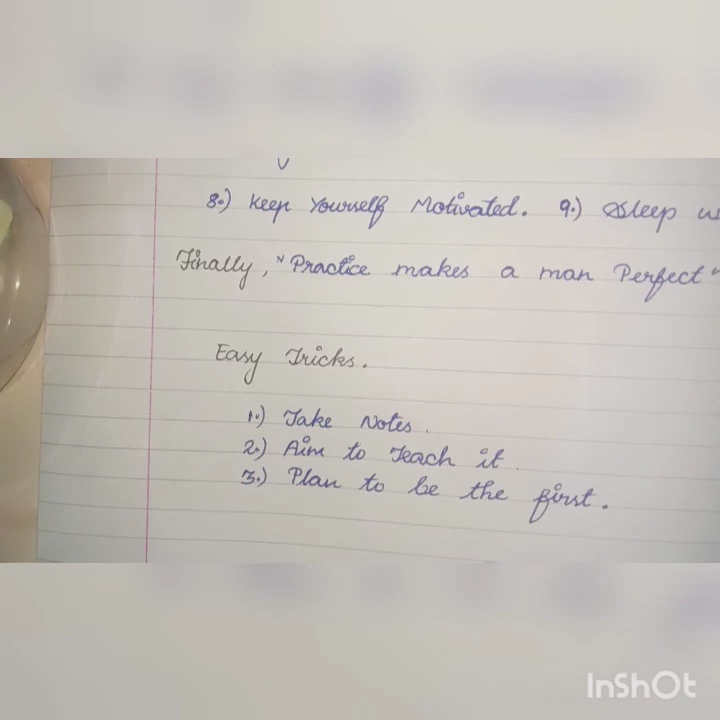 8.) Keep Yourself Motivated. 9.) Sleep
Finally, "Practice makes a man Perfect"
Easy Tricks.
1.) Take Notes.
2.) Aim to Teach it.
3.) Plan to be the first.
InShOt